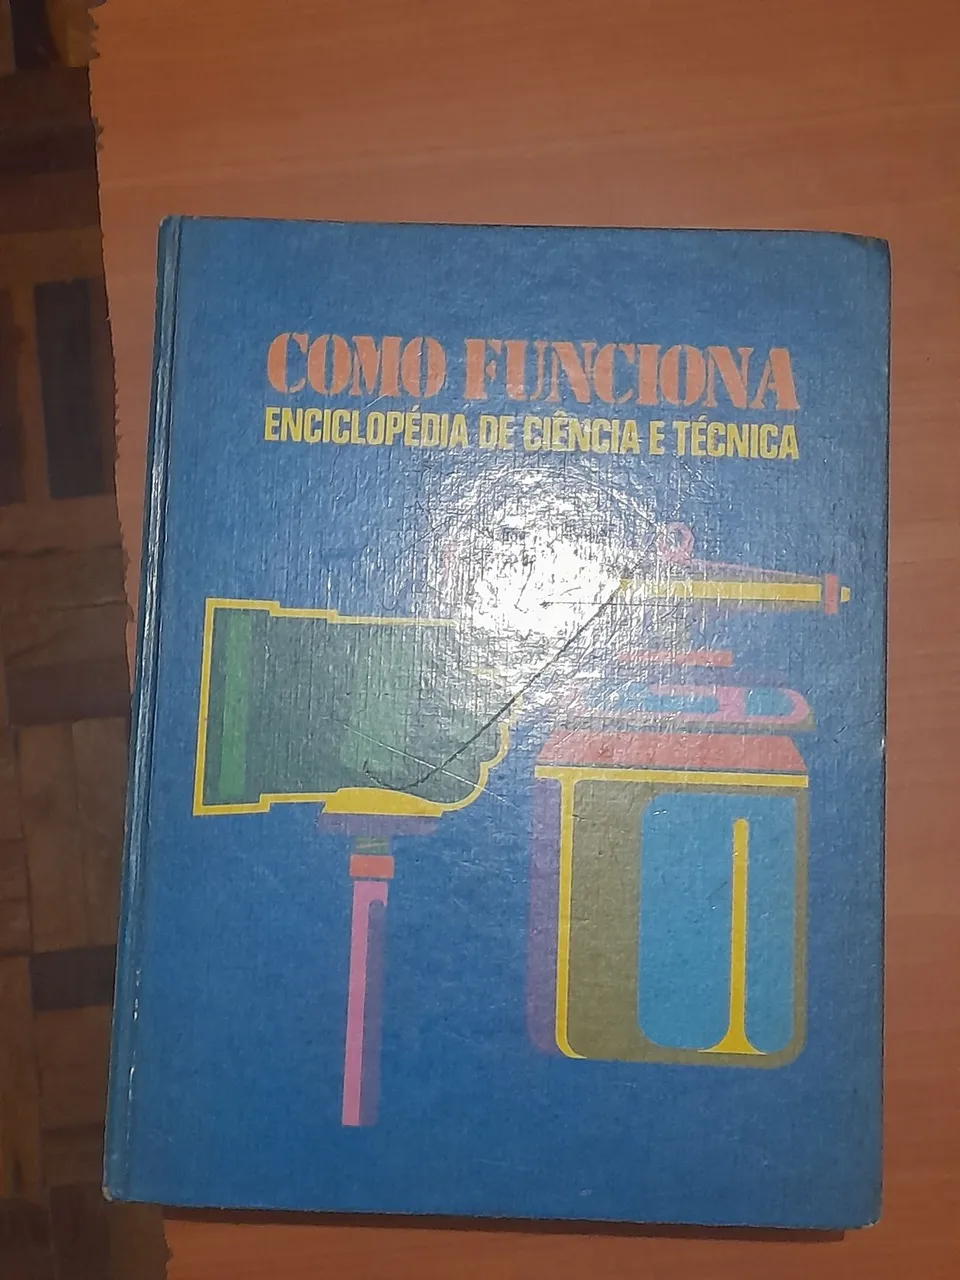 COMO FUNCIONA
ENCICLOPÉDIA DE CIÊNCIA E TÉCNICA